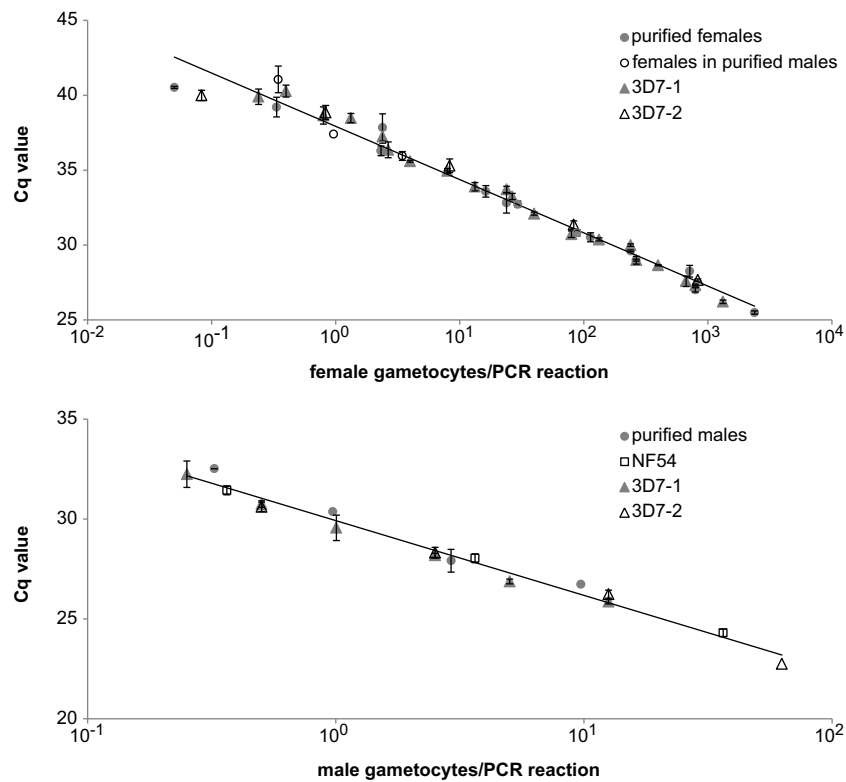 purified females
females in purified males
3D7-1
3D7-2
40
35
30
25
Cq value
10-2
10-1
100
101
102
103
104
female gametocytes/PCR reaction
35
30
25
20
Cq value
purified males
NF54
3D7-1
3D7-2
10-1
100
101
102
male gametocytes/PCR reaction